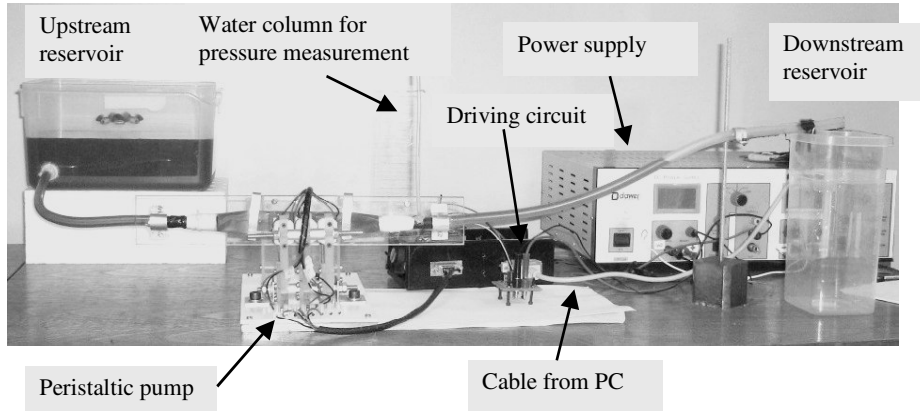 Upstream
reservoir
Water column for
pressure measurement
Power supply
Downstream
reservoir
Driving circuit
Peristaltic pump
Cable from PC